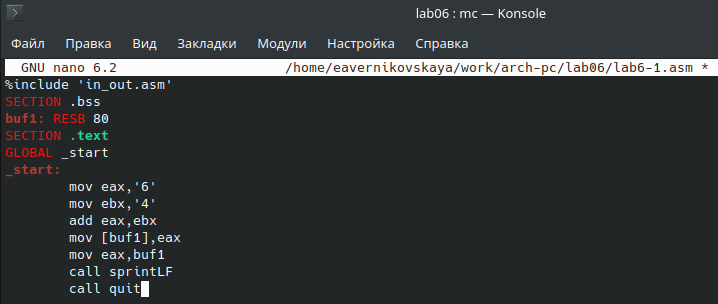 lab06 : mc — Konsole
Файл Правка Вид Закладки Модули Настройка Справка
GNU nano 6.2 /home/eavernikovskaya/work/arch-pc/lab06/lab6-1.asm *
%include 'in_out.asm'
SECTION .bss
buf1: RESB 80
SECTION .text
GLOBAL _start
_start:
mov eax,'6'
mov ebx,'4'
add eax,ebx
mov [buf1],eax
mov eax,buf1
call sprintLF
call quit